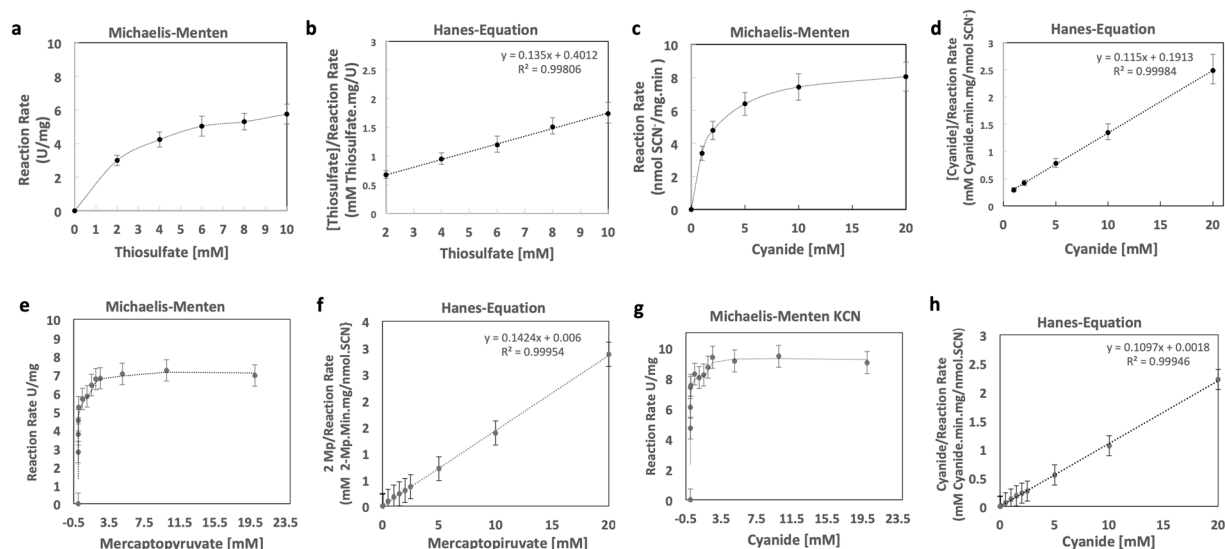 a
Michaelis-Menten
Reaction Rate
(U/mg)
10
8
6
4
2
0
0 1 2 3 4 5 6 7 8 9 10
Thiosulfate [mM]
b
Hanes-Equation
[Thiosulfate]/Reaction Rate
(mM Thiosulfate.mg/U)
y = 0.135x + 0.4012
R² = 0.99806
3
2.5
2
1.5
1
0.5
0
2 4 6 8 10
Thiosulfate [mM]
c
Michaelis-Menten
Reaction Rate
(nmol SCN⁻/mg.min)
10
8
6
4
2
0
0 5 10 15 20
Cyanide [mM]
d
Hanes-Equation
[Cyanide]/Reaction Rate
(mM Cyanide.min.mg/nmol SCN⁻)
y = 0.115x + 0.1913
R² = 0.99984
3
2.5
2
1.5
1
0.5
0
0 5 10 15 20
Cyanide [mM]
e
Michaelis-Menten
Reaction Rate U/mg
10
9
8
7
6
5
4
3
2
1
0
-0.5 3.5 7.5 11.5 15.5 19.5 23.5
Mercaptopyruvate [mM]
f
Hanes-Equation
2 Mp/Reaction Rate
(mM 2-Mp.Min.mg/nmol.SCN}
y = 0.1424x + 0.006
R² = 0.99954
4
3
3
2
2
1
1
0
0 5 10 15 20
Mercaptopiruvate [mM]
g
Michaelis-Menten KCN
Reaction Rate U/mg
10
8
6
4
2
0
-0.5 3.5 7.5 11.5 15.5 19.5 23.5
Cyanide [mM]
h
Hanes-Equation
Cyanide/Reaction Rate
(mM Cyanide.min.mg/nmol.SCN)
y = 0.1097x + 0.0018
R² = 0.99946
3
2.5
2
1.5
1
0.5
0
0 5 10 15 20
Cyanide [mM]